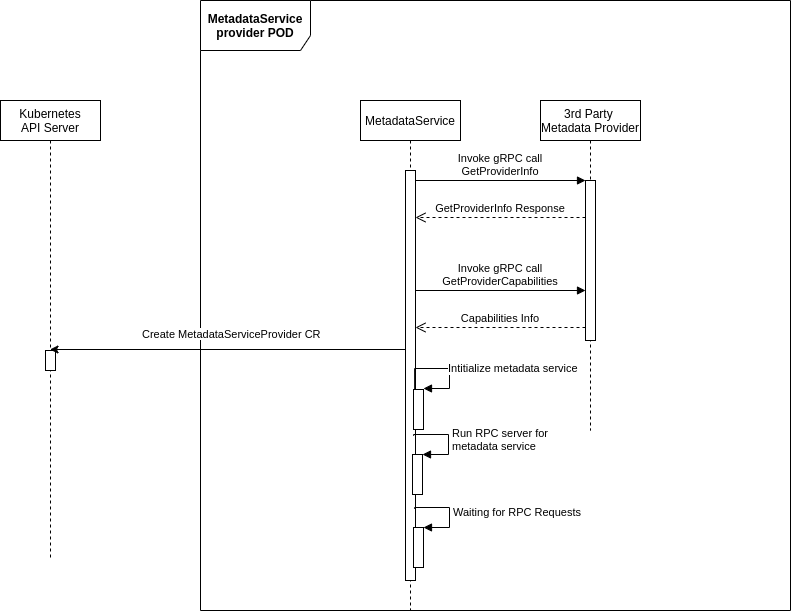 MetadataService
provider POD
Kubernetes
API Server
MetadataService
3rd Party
Metadata Provider
Invoke gRPC call
GetProviderInfo
GetProviderInfo Response
Invoke gRPC call
GetProviderCapabilities
Capabilities Info
Create MetadataServiceProvider CR
Intitialize metadata service
Run RPC server for
metadata service
Waiting for RPC Requests